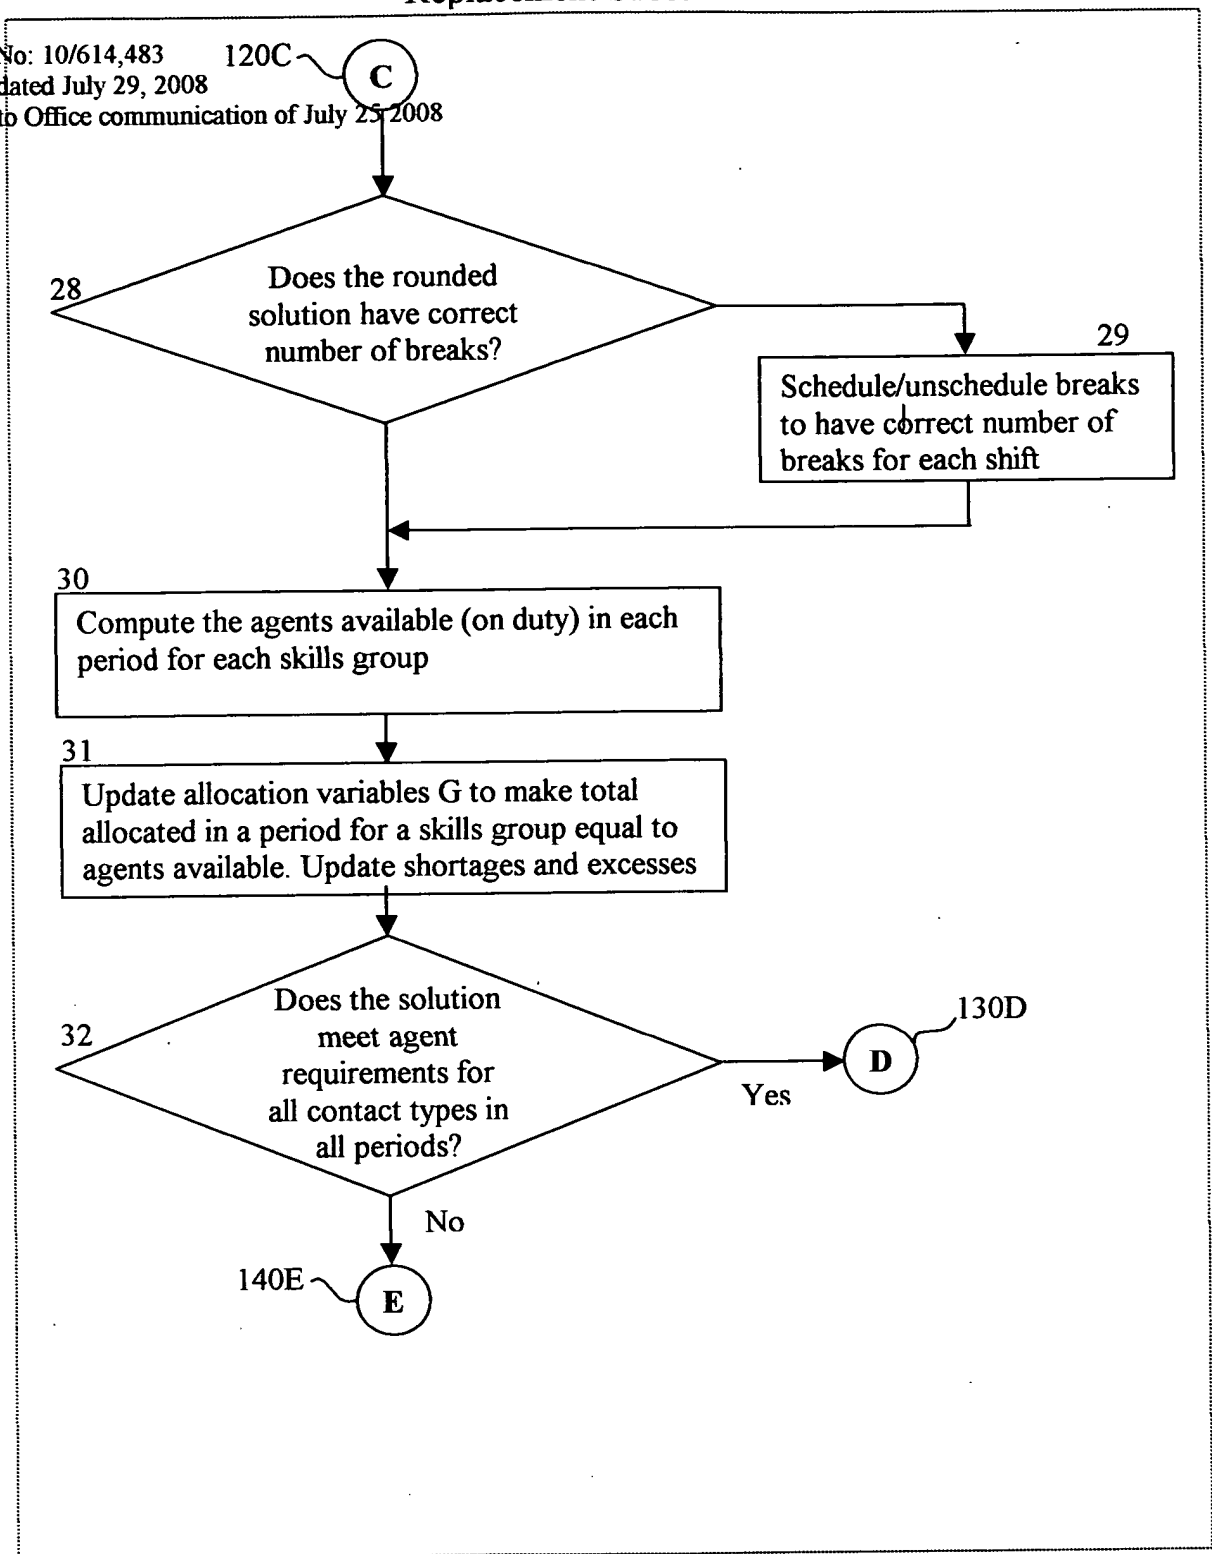 No: 10/614,483
dated July 29, 2008
to Office communication of July 25 2008
120C
C
28
Does the rounded
solution have correct
number of breaks?
29
Schedule/unschedule breaks
to have correct number of
breaks for each shift
30
Compute the agents available (on duty) in each
period for each skills group
31
Update allocation variables G to make total
allocated in a period for a skills group equal to
agents available. Update shortages and excesses
32
Does the solution
meet agent
requirements for
all contact types in
all periods?
Yes
130D
D
No
140E
E